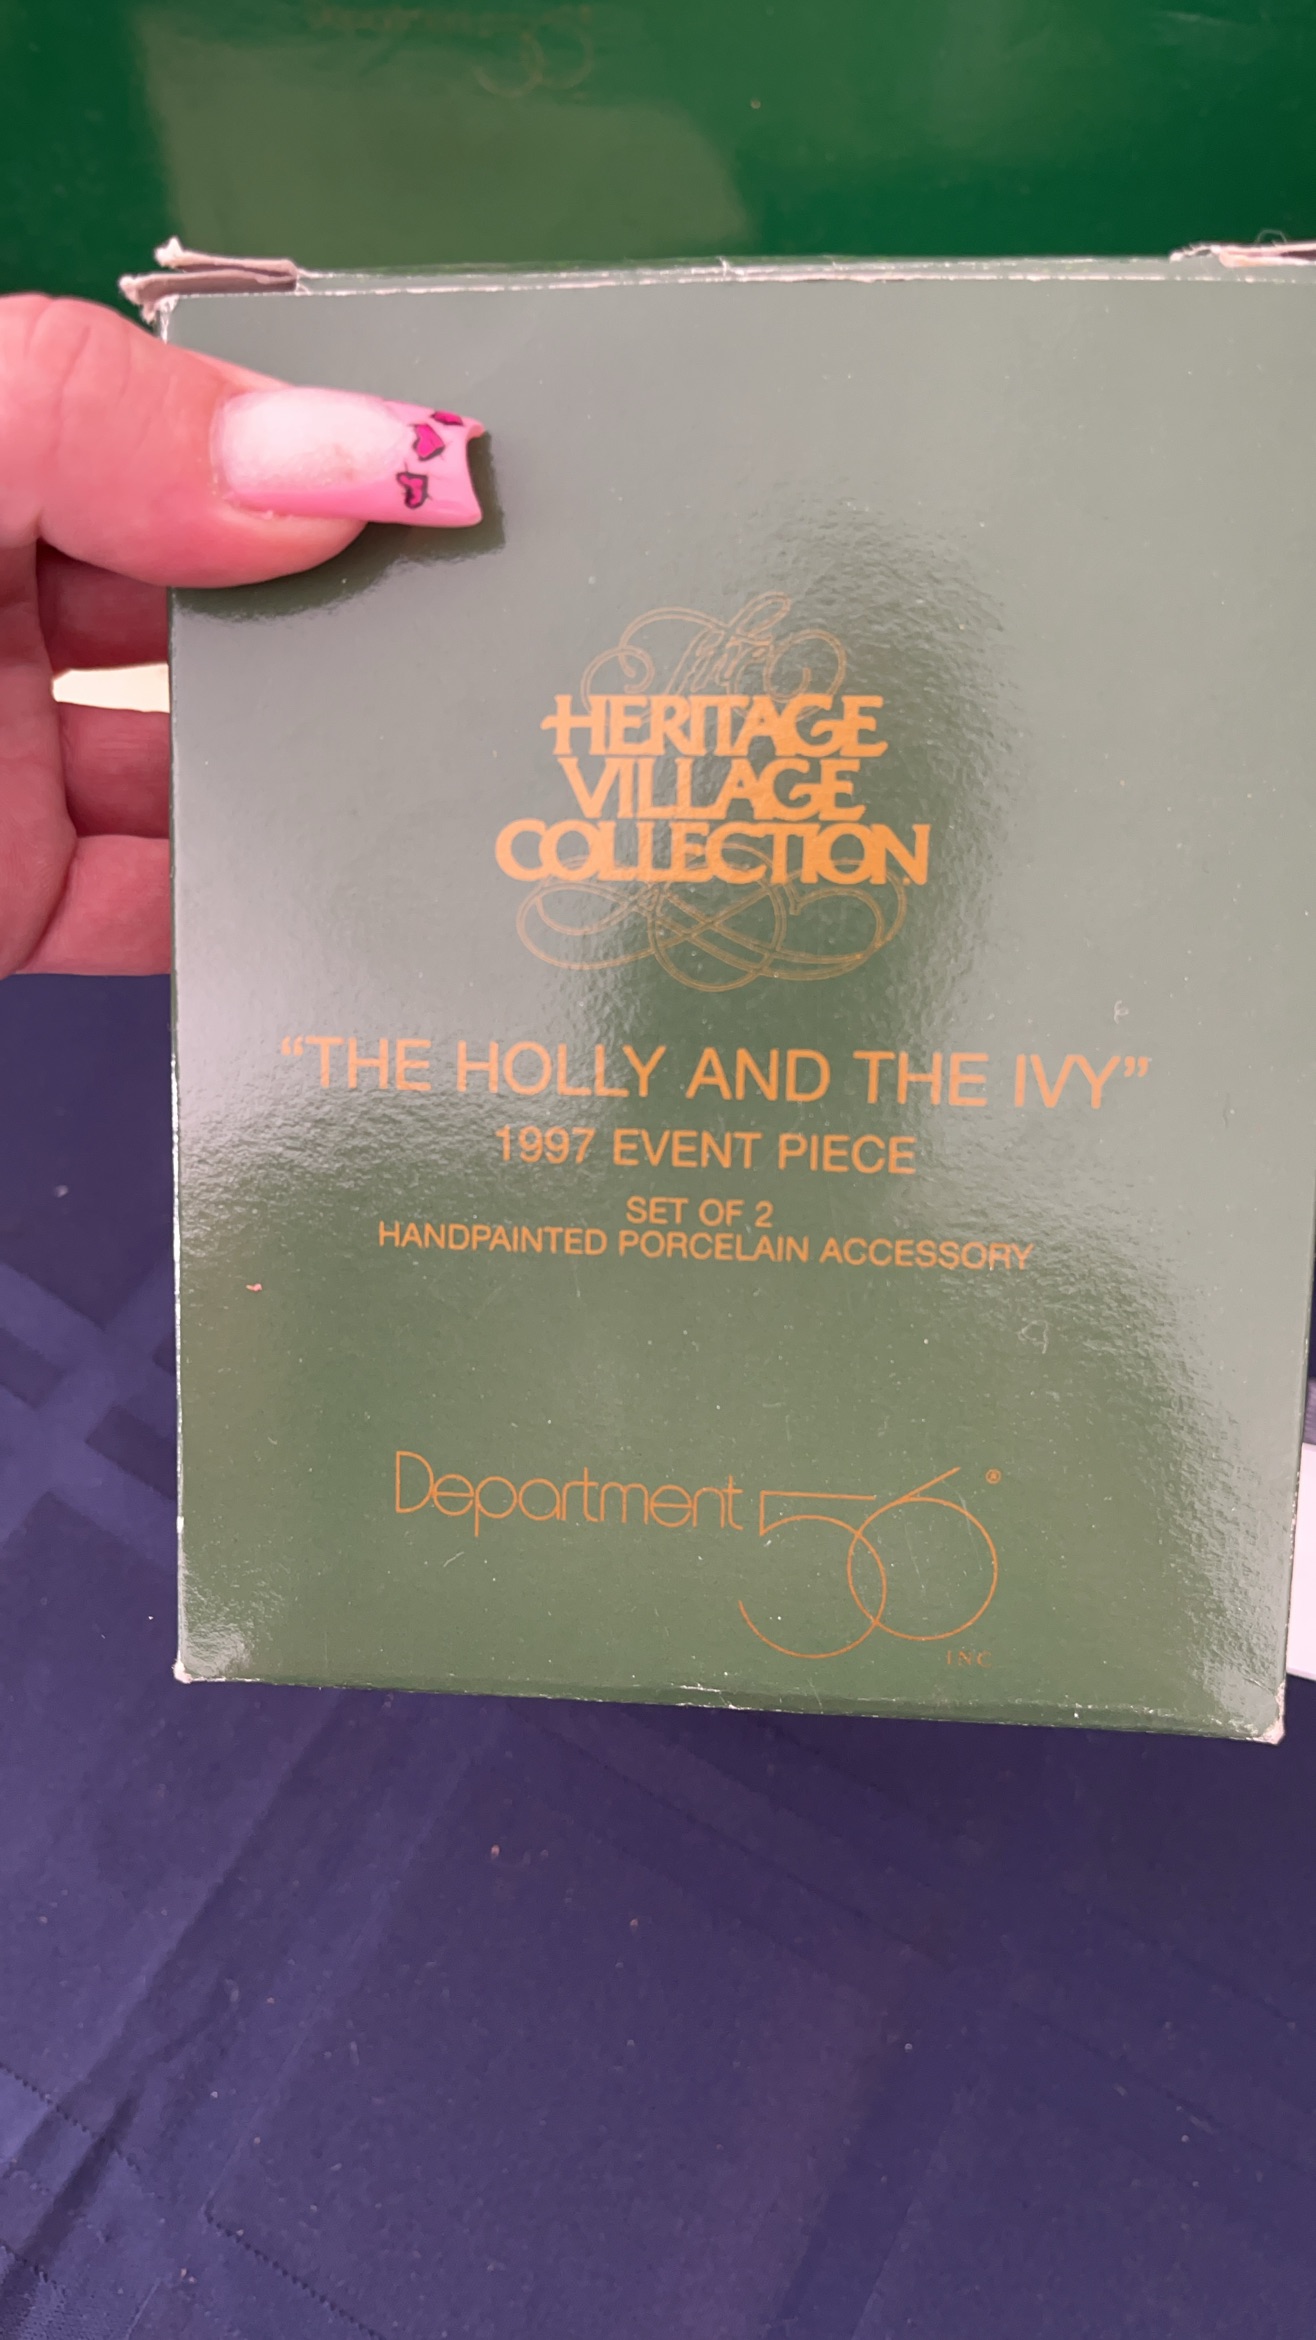 The
HERITAGE
VILLAGE
COLLECTION
“THE HOLLY AND THE IVY”
1997 EVENT PIECE
SET OF 2
HANDPAINTED PORCELAIN ACCESSORY
Department 56®
INC.